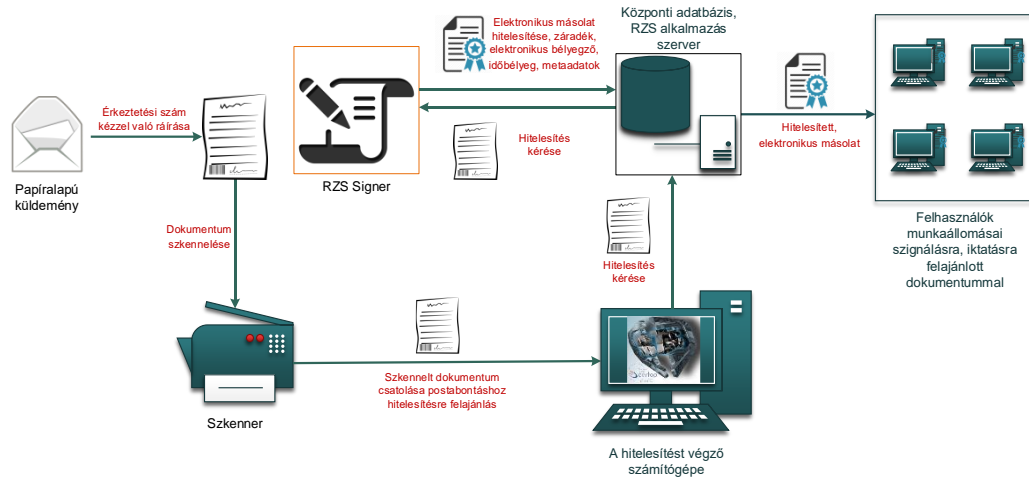 Elektronikus másolat
hitelesítése, záradék,
elektronikus bélyegző,
időbélyeg, metaadatok
Központi adatbázis,
RZS alkalmazás
szerver
Érkeztetési szám
kézzel való ráírása
Papíralapú
küldemény
RZS Signer
Hitelesítés
kérése
Hitelesített,
elektronikus másolat
Felhasználók
munkaállomásai
szignálásra, iktatásra
felajánlott
dokumentummal
Dokumentum
szkennelése
Hitelesítés
kérése
Szkenner
Szkennelt dokumentum
csatolása postabontáshoz
hitelesítésre felajánlás
A hitelesítést végző
számítógépe